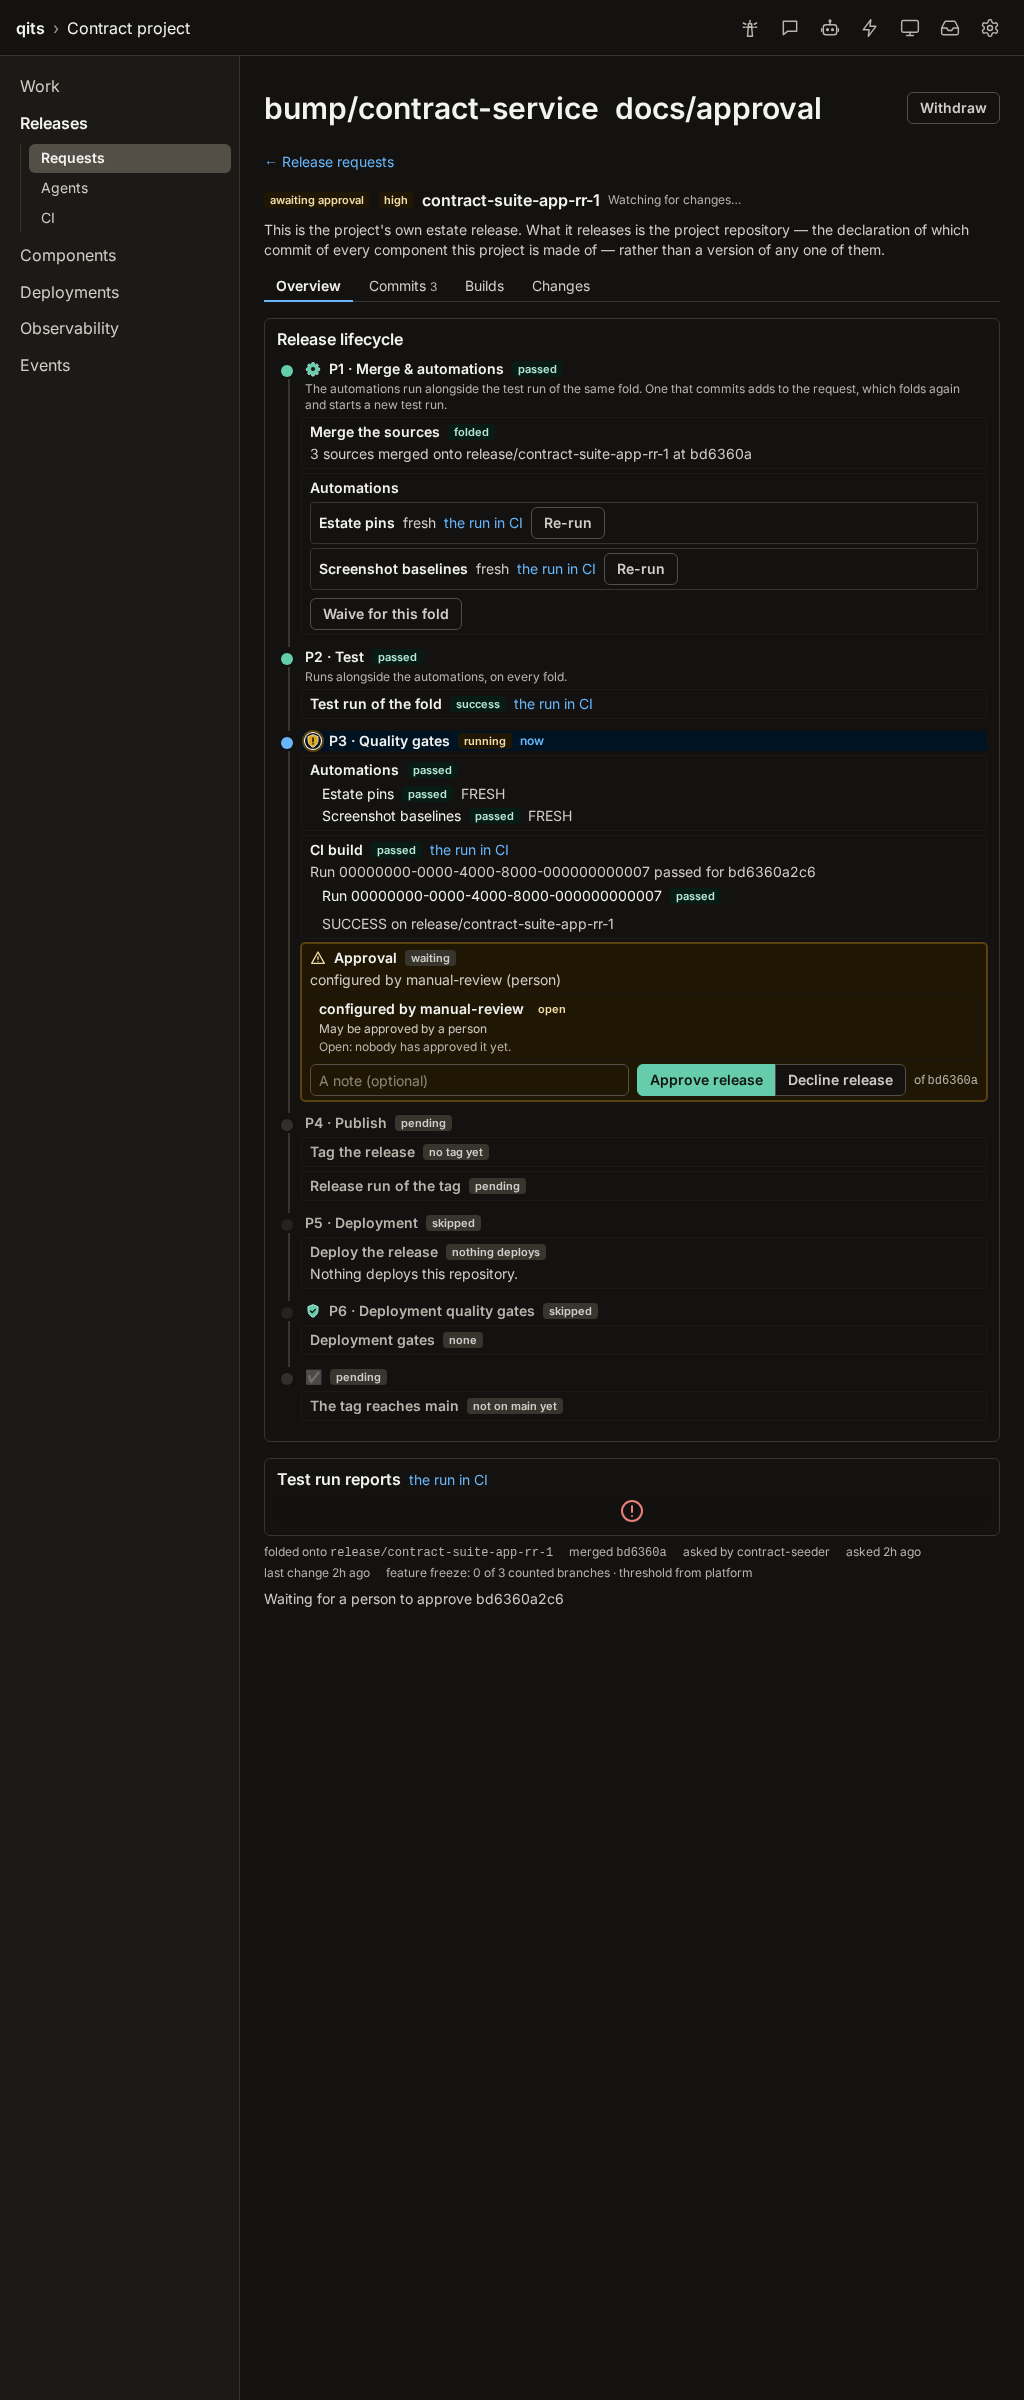 qits › Contract project
Work
Releases
Requests
Agents
CI
Components
Deployments
Observability
Events
bump/contract-service docs/approval
Withdraw
← Release requests
awaiting approval high contract-suite-app-rr-1 Watching for changes...
This is the project's own estate release. What it releases is the project repository — the declaration of which
commit of every component this project is made of — rather than a version of any one of them.
Overview Commits 3 Builds Changes
Release lifecycle
P1 · Merge & automations passed
The automations run alongside the test run of the same fold. One that commits adds to the request, which folds again
and starts a new test run.
Merge the sources folded
3 sources merged onto release/contract-suite-app-rr-1 at bd6360a
Automations
Estate pins fresh the run in CI Re-run
Screenshot baselines fresh the run in CI Re-run
Waive for this fold
P2 · Test passed
Runs alongside the automations, on every fold.
Test run of the fold success the run in CI
P3 · Quality gates running now
Automations passed
Estate pins passed FRESH
Screenshot baselines passed FRESH
CI build passed the run in CI
Run 00000000-0000-4000-8000-000000000007 passed for bd6360a2c6
Run 00000000-0000-4000-8000-000000000007 passed
SUCCESS on release/contract-suite-app-rr-1
Approval waiting
configured by manual-review (person)
configured by manual-review open
May be approved by a person
Open: nobody has approved it yet.
A note (optional) Approve release Decline release of bd6360a
P4 · Publish pending
Tag the release no tag yet
Release run of the tag pending
P5 · Deployment skipped
Deploy the release nothing deploys
Nothing deploys this repository.
P6 · Deployment quality gates skipped
Deployment gates none
pending
The tag reaches main not on main yet
Test run reports the run in CI
folded onto release/contract-suite-app-rr-1 merged bd6360a asked by contract-seeder asked 2h ago
last change 2h ago feature freeze: 0 of 3 counted branches · threshold from platform
Waiting for a person to approve bd6360a2c6